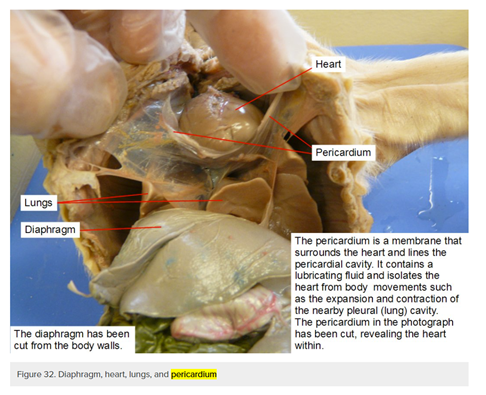 Heart
Pericardium
Lungs
Diaphragm
The pericardium is a membrane that
surrounds the heart and lines the
pericardial cavity. It contains a
lubricating fluid and isolates the
heart from body movements such
as the expansion and contraction of
the nearby pleural (lung) cavity.
The pericardium in the photograph
has been cut, revealing the heart
within.
The diaphragm has been
cut from the body walls.
Figure 32. Diaphragm, heart, lungs, and pericardium